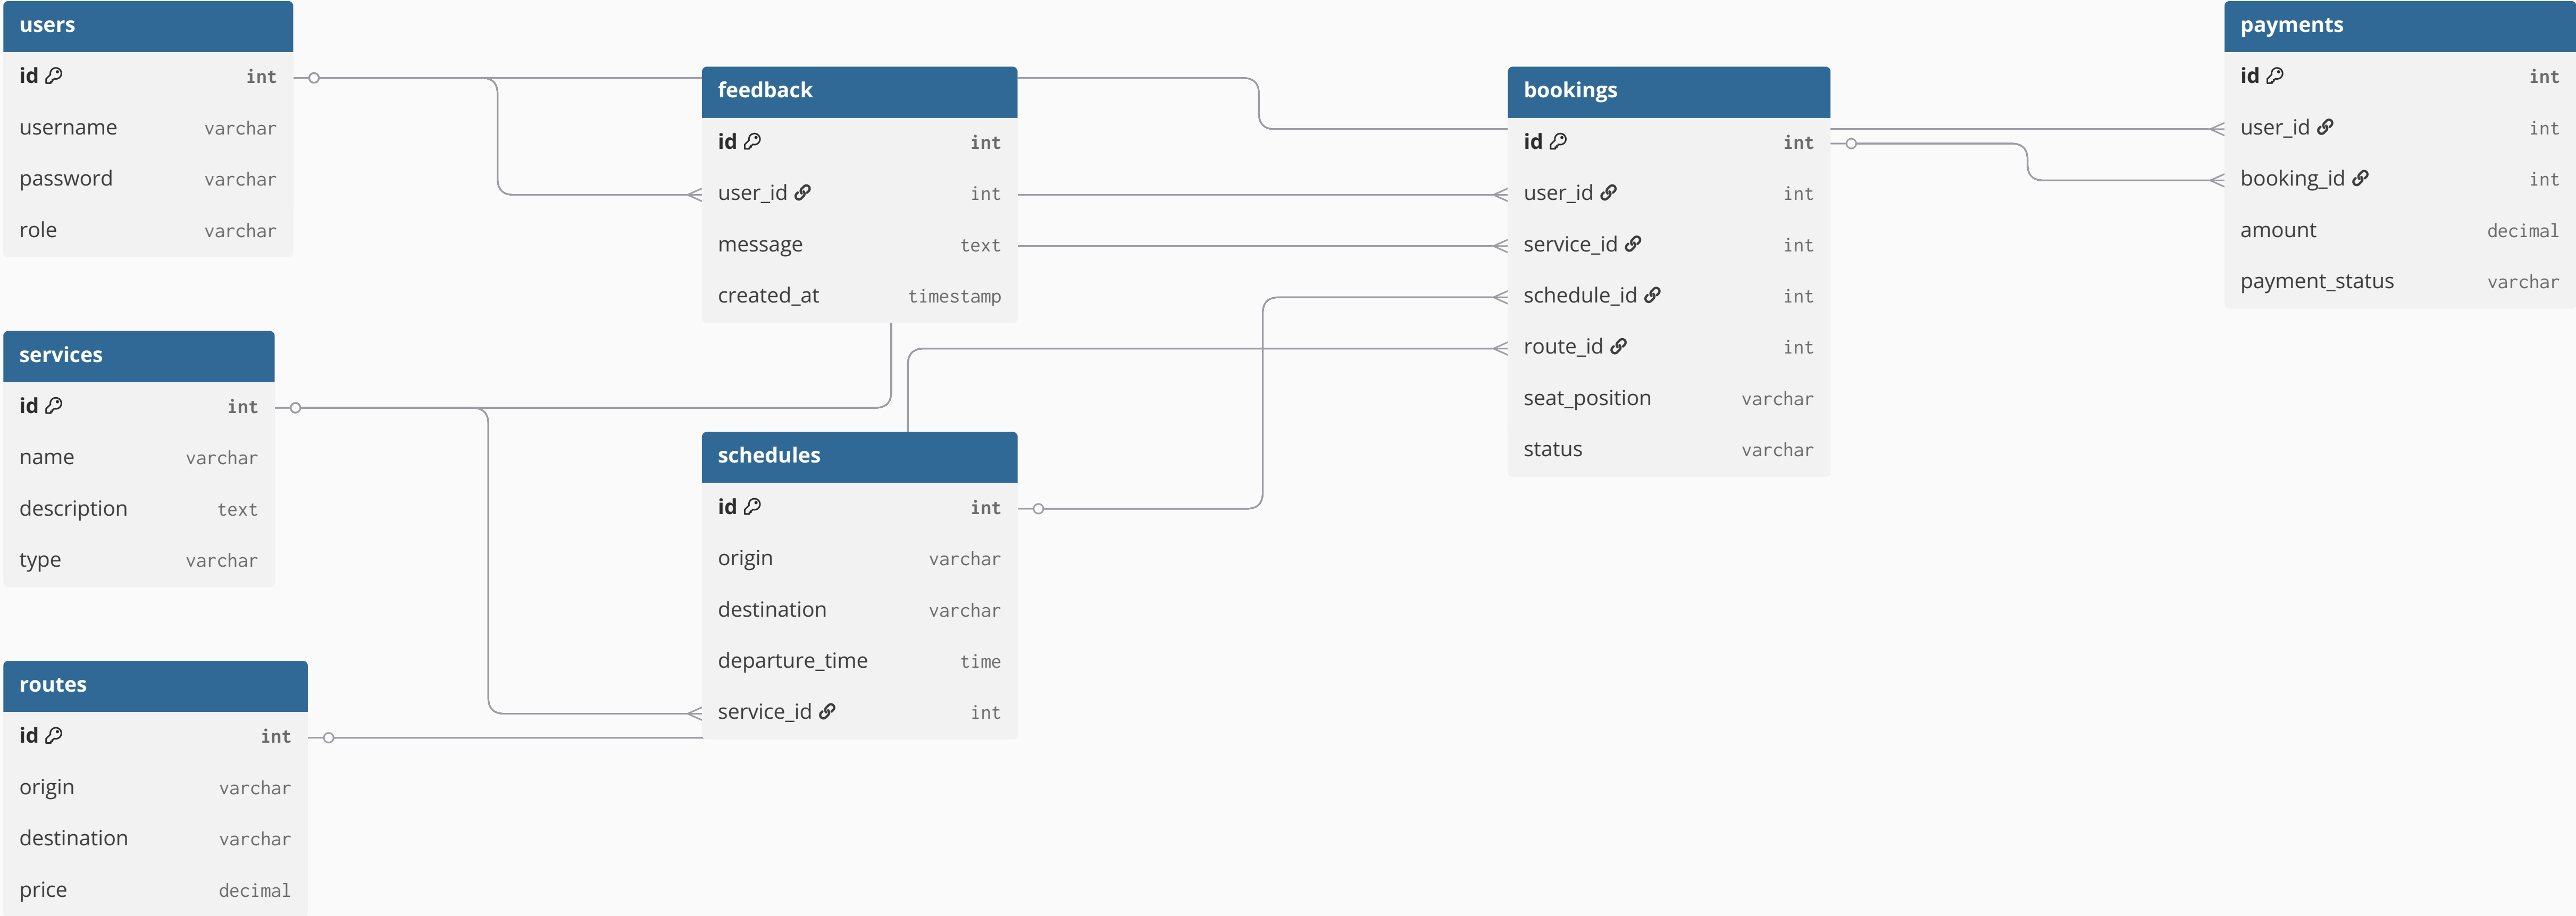 users
id int
username varchar
password varchar
role varchar
services
id int
name varchar
description text
type varchar
routes
id int
origin varchar
destination varchar
price decimal
feedback
id int
user_id int
message text
created_at timestamp
schedules
id int
origin varchar
destination varchar
departure_time time
service_id int
bookings
id int
user_id int
service_id int
schedule_id int
route_id int
seat_position varchar
status varchar
payments
id int
user_id int
booking_id int
amount decimal
payment_status varchar